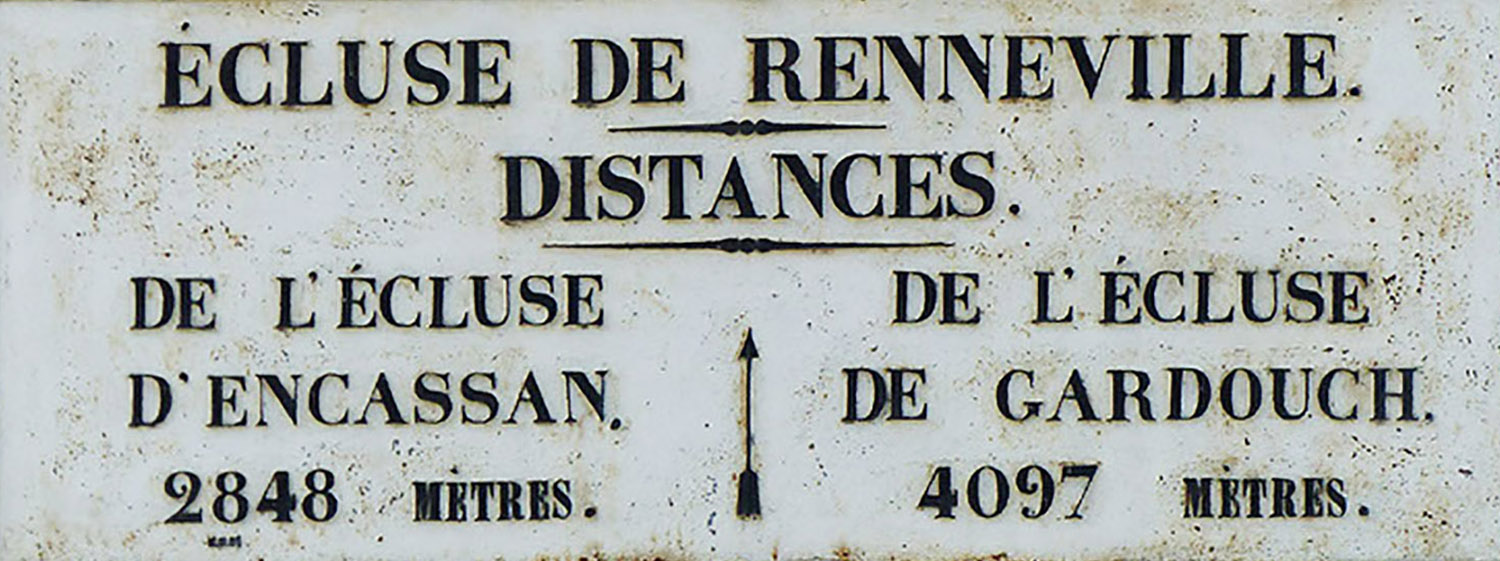 ÉCLUSE DE RENNEVILLE.
DISTANCES.
DE L'ÉCLUSE
D'ENCASSAN.
2848 MÈTRES.
DE L'ÉCLUSE
DE GARDOUCH.
4097 MÈTRES.